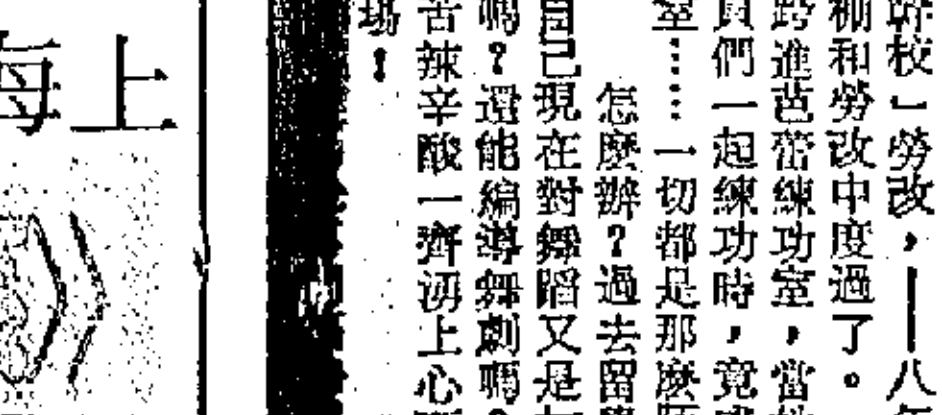 幹校﹂勞改，——八
棚和勞改中度過了。
跨進芭蕾練功室，當
員們一起練功時，竟
室……一切都是那麼
怎麼辦？過去留
自己現在對舞蹈又是
嗎？還能編導舞劇嗎？
苦辣辛酸一齊湧上心
場！
上海